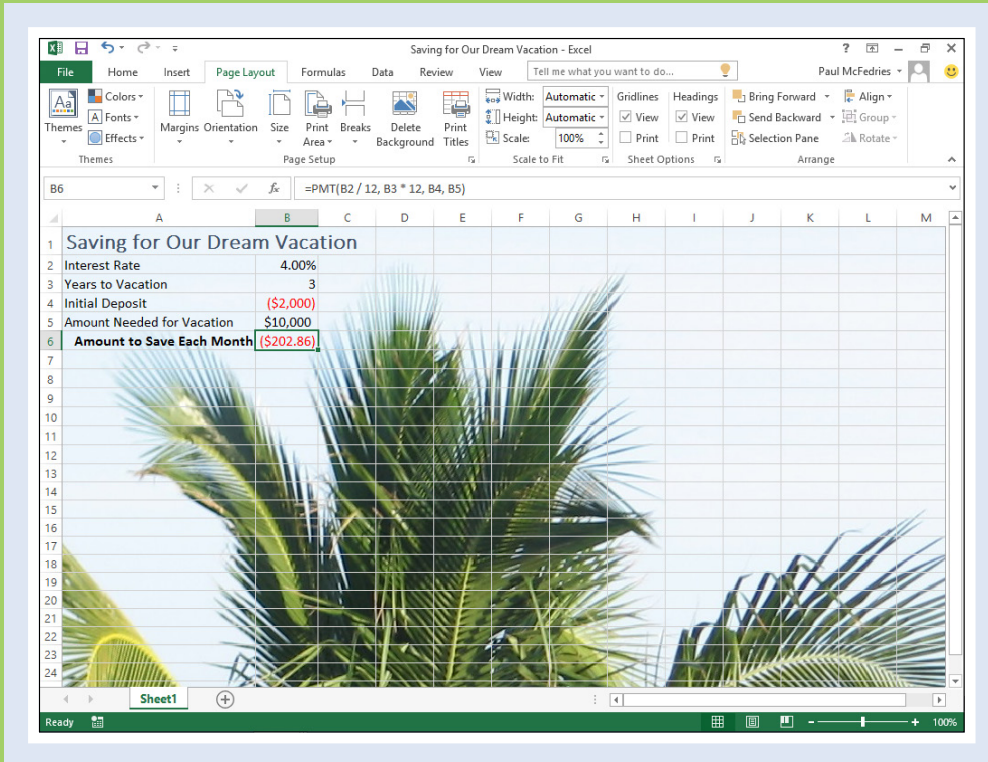 Saving for Our Dream Vacation - Excel
?
File Home Insert Page Layout Formulas Data Review View Tell me what you want to do... Paul McFedries
Aa Colors Width: Automatic Gridlines Headings Bring Forward Align
A Fonts Height: Automatic View View Send Backward Group
Themes Effects Margins Orientation Size Print Area Breaks Delete Background Print Titles Scale: 100% Print Print Selection Pane Rotate
Themes Page Setup Scale to Fit Sheet Options Arrange
B6 fx =PMT(B2 / 12, B3 * 12, B4, B5)
A B C D E F G H I J K L M
1 Saving for Our Dream Vacation
2 Interest Rate 4.00%
3 Years to Vacation 3
4 Initial Deposit ($2,000)
5 Amount Needed for Vacation $10,000
6 Amount to Save Each Month ($202.86)
7
8
9
10
11
12
13
14
15
16
17
18
19
20
21
22
23
24
Sheet1
Ready 100%